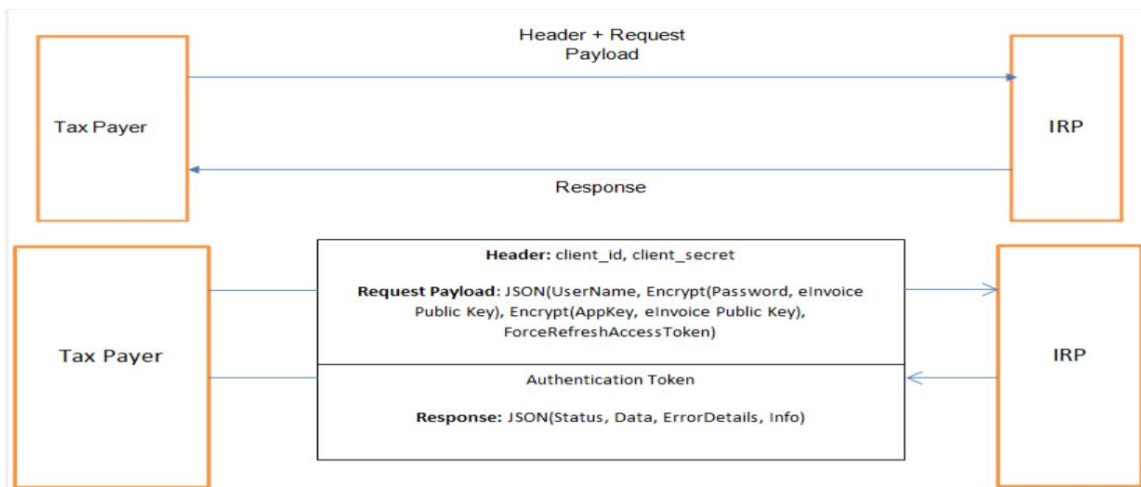 Header + Request
Payload
Tax Payer
IRP
Response
Header: client_id, client_secret
Request Payload: JSON(UserName, Encrypt(Password, eInvoice
Public Key), Encrypt(AppKey, eInvoice Public Key),
ForceRefreshAccessToken)
Tax Payer
IRP
Authentication Token
Response: JSON(Status, Data, ErrorDetails, Info)